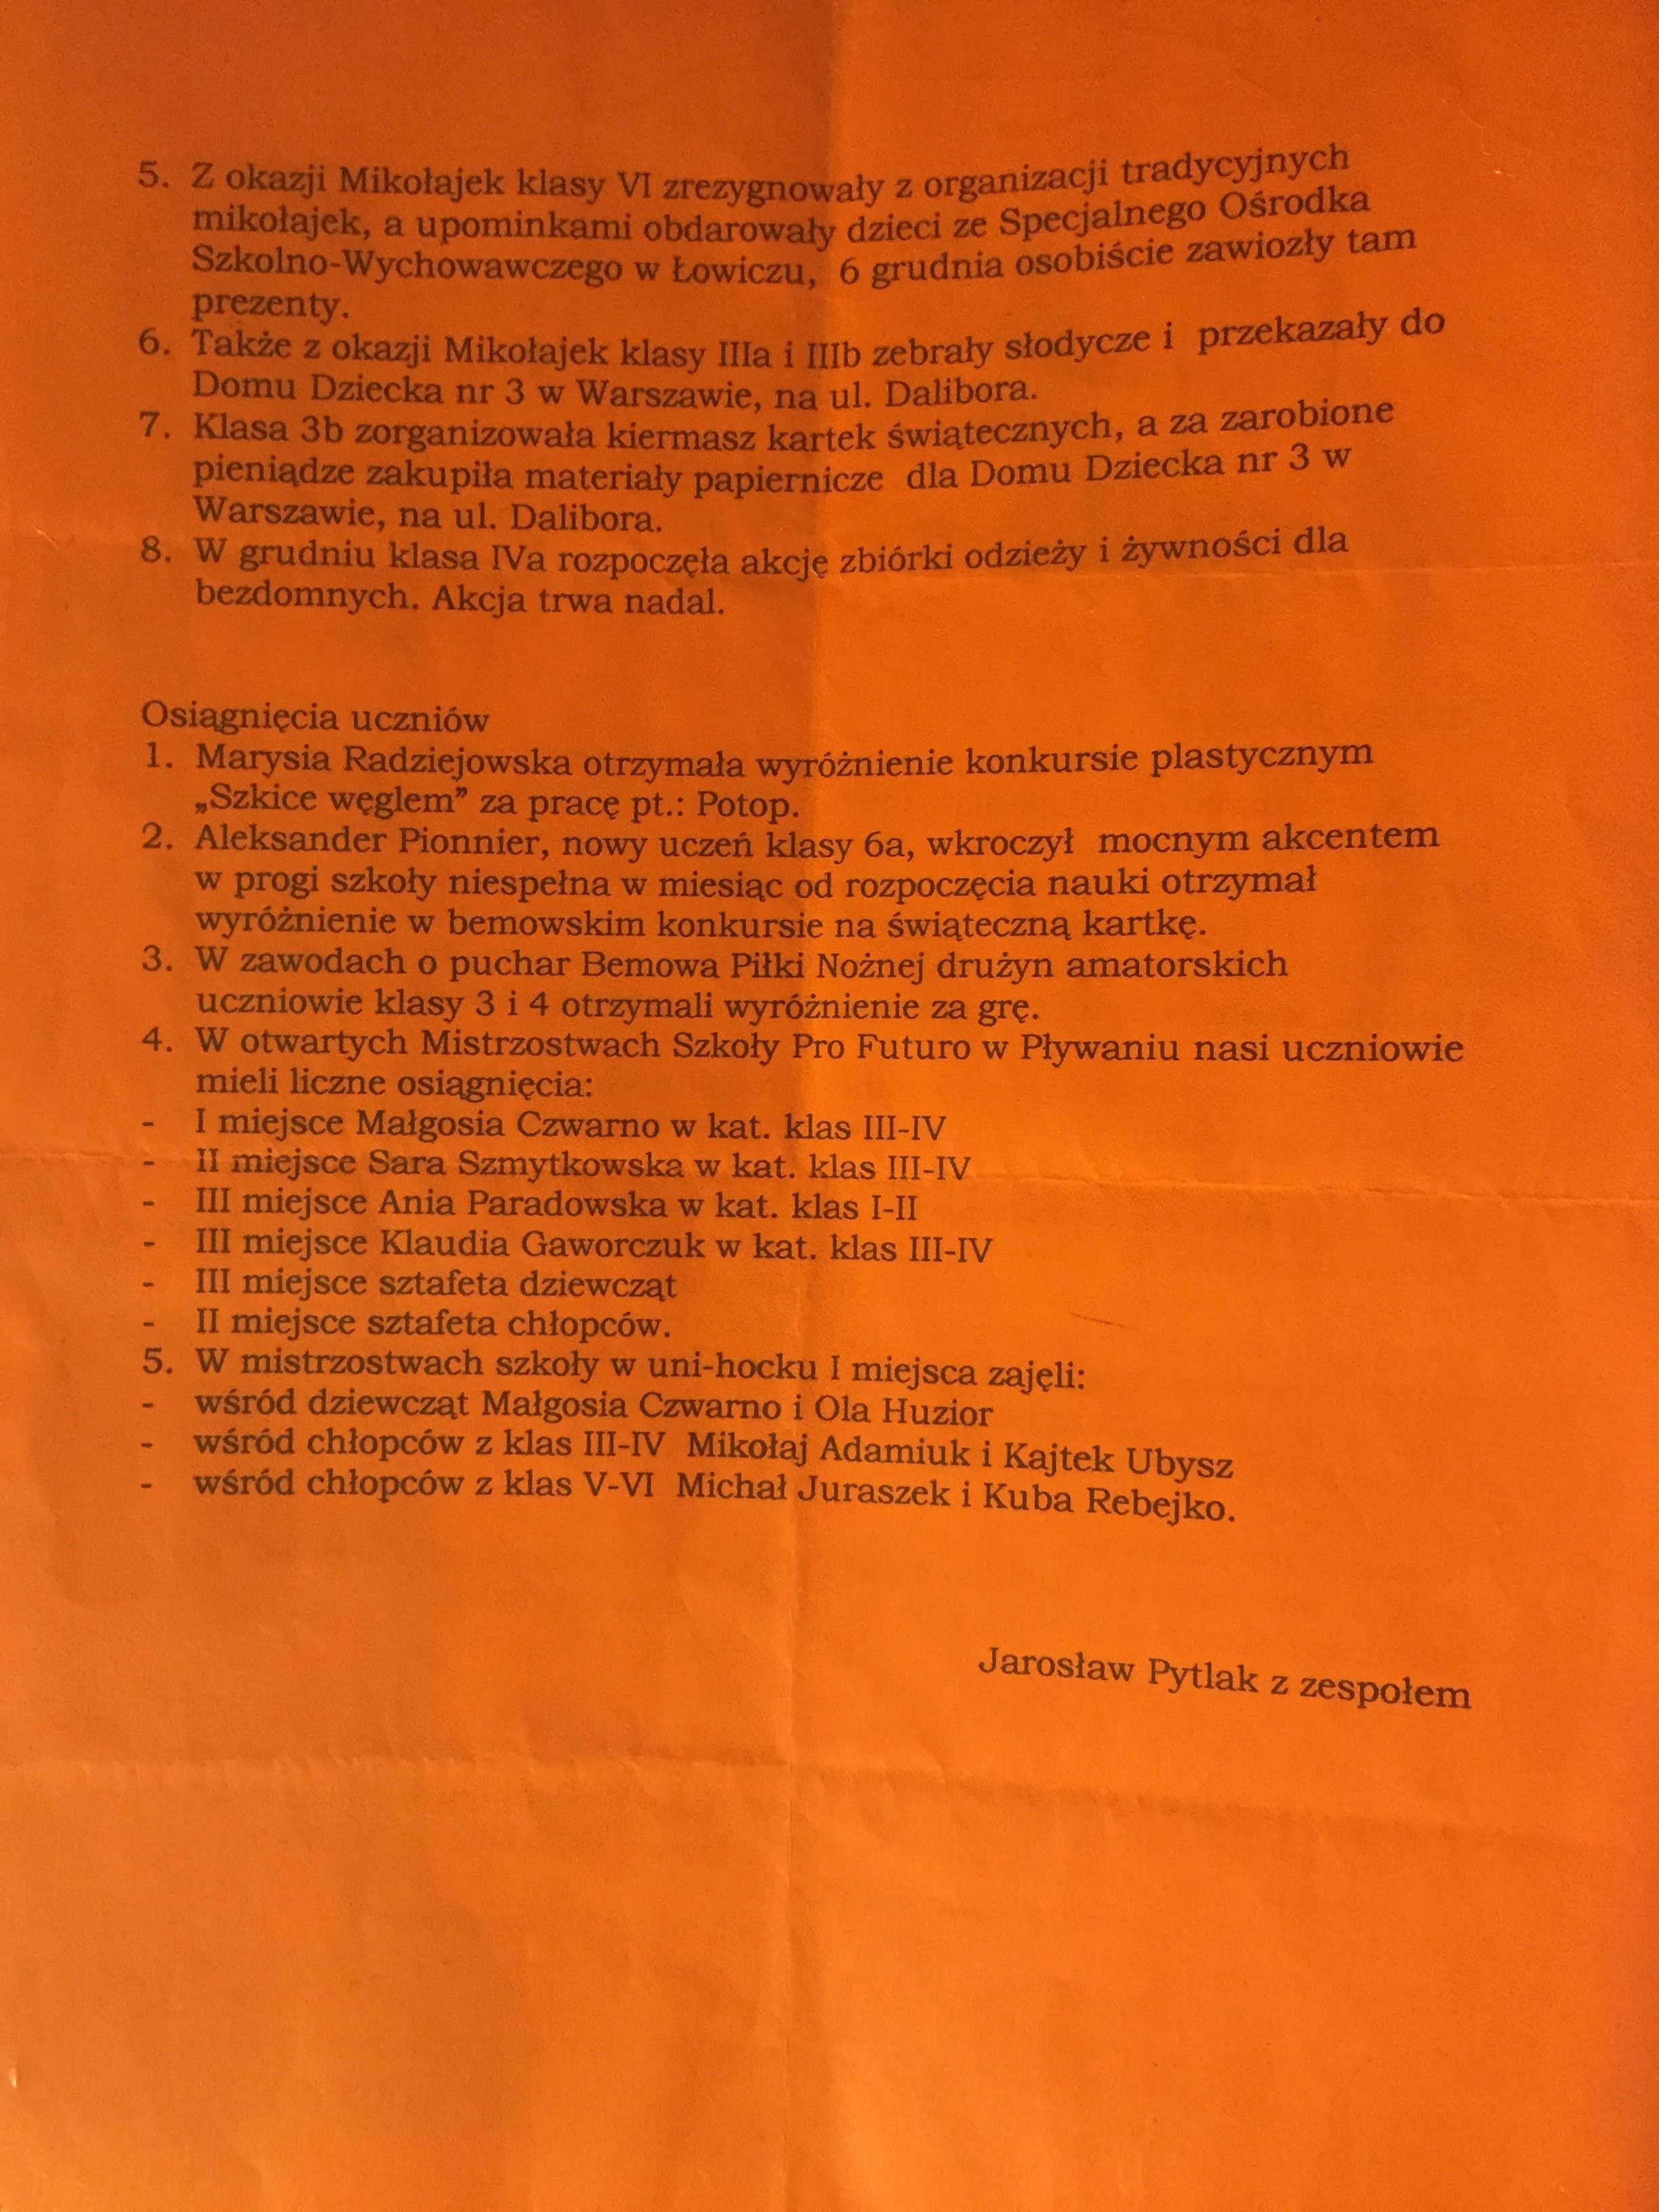 5. Z okazji Mikołajek klasy VI zrezygnowały z organizacji tradycyjnych
mikołajek, a upominkami obdarowały dzieci ze Specjalnego Ośrodka
Szkolno-Wychowawczego w Łowiczu, 6 grudnia osobiście zawiozły tam
prezenty.
6. Także z okazji Mikołajek klasy IIIa i IIIb zebrały słodycze i przekazały do
Domu Dziecka nr 3 w Warszawie, na ul. Dalibora.
7. Klasa 3b zorganizowała kiermasz kartek świątecznych, a za zarobione
pieniądze zakupiła materiały papiernicze dla Domu Dziecka nr 3 w
Warszawie, na ul. Dalibora.
8. W grudniu klasa IVa rozpoczęła akcję zbiórki odzieży i żywności dla
bezdomnych. Akcja trwa nadal.
Osiągnięcia uczniów
1. Marysia Radziejowska otrzymała wyróżnienie konkursie plastycznym
„Szkice węglem” za pracę pt.: Potop.
2. Aleksander Pionnier, nowy uczeń klasy 6a, wkroczył mocnym akcentem
w progi szkoły niespełna w miesiąc od rozpoczęcia nauki otrzymał
wyróżnienie w bemowskim konkursie na świąteczną kartkę.
3. W zawodach o puchar Bemowa Piłki Nożnej drużyn amatorskich
uczniowie klasy 3 i 4 otrzymali wyróżnienie za grę.
4. W otwartych Mistrzostwach Szkoły Pro Futuro w Pływaniu nasi uczniowie
mieli liczne osiągnięcia:
- I miejsce Małgosia Czwarno w kat. klas III-IV
- II miejsce Sara Szmytkowska w kat. klas III-IV
- III miejsce Ania Paradowska w kat. klas I-II
- III miejsce Klaudia Gaworczuk w kat. klas III-IV
- III miejsce sztafeta dziewcząt
- II miejsce sztafeta chłopców.
5. W mistrzostwach szkoły w uni-hocku I miejsca zajęli:
- wśród dziewcząt Małgosia Czwarno i Ola Huzior
- wśród chłopców z klas III-IV Mikołaj Adamiuk i Kajtek Ubysz
- wśród chłopców z klas V-VI Michał Juraszek i Kuba Rebejko.
Jarosław Pytlak z zespołem